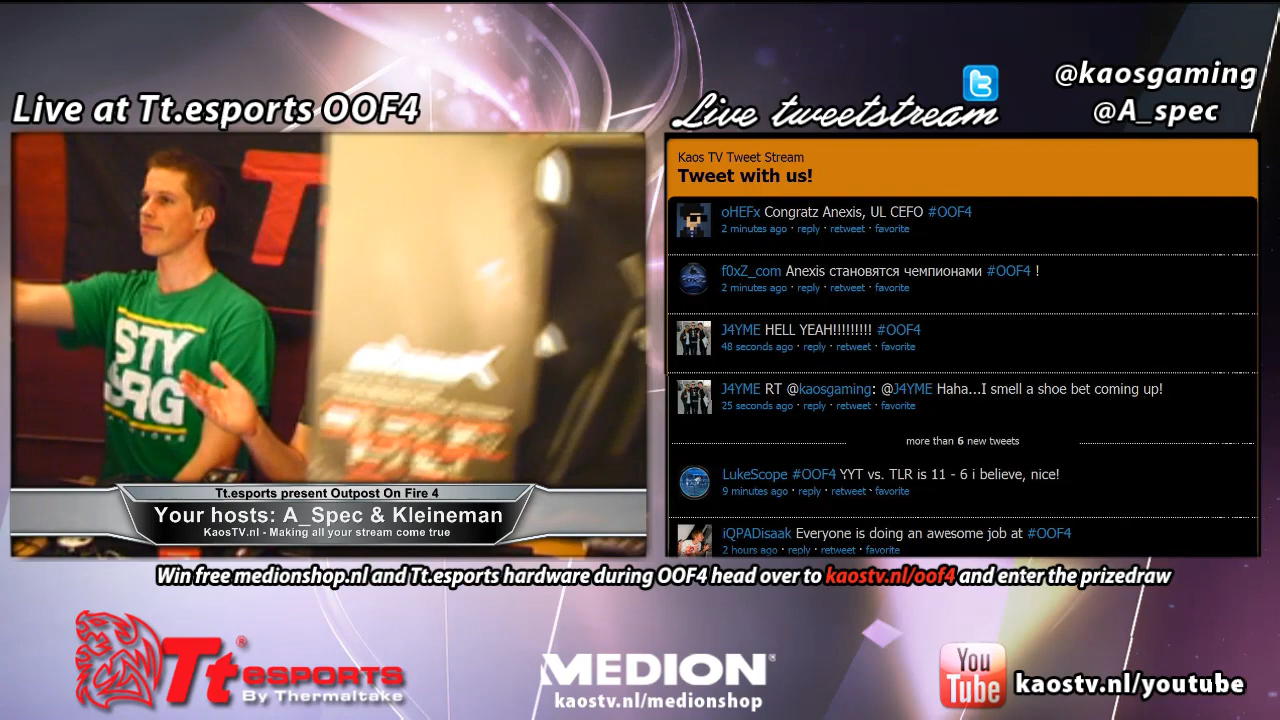 @kaosgaming
@A_spec
Live at Tt.esports OOF4
Live tweetstream
STY
Kaos TV Tweet Stream
Tweet with us!
oHEFx Congratz Anexis, UL CEFO #OOF4
2 minutes ago · reply · retweet · favorite
f0xZ_com Anexis становятся чемпионами #OOF4 !
2 minutes ago · reply · retweet · favorite
J4YME HELL YEAH!!!!!!!!! #OOF4
48 seconds ago · reply · retweet · favorite
J4YME RT @kaosgaming: @J4YME Haha...I smell a shoe bet coming up!
25 seconds ago · reply · retweet · favorite
more than 6 new tweets
LukeScope #OOF4 YYT vs. TLR is 11 - 6 i believe, nice!
9 minutes ago · reply · retweet · favorite
iQPADisaak Everyone is doing an awesome job at #OOF4
2 hours ago · reply · retweet · favorite
Tt.esports present Outpost On Fire 4
Your hosts: A_Spec & Kleineman
KaosTV.nl - Making all your stream come true
Win free medionshop.nl and Tt.esports hardware during OOF4 head over to kaostv.nl/oof4 and enter the prizedraw
Tt ESPORTS®
By Thermaltake
MEDION®
kaostv.nl/medionshop
You
Tube
kaostv.nl/youtube